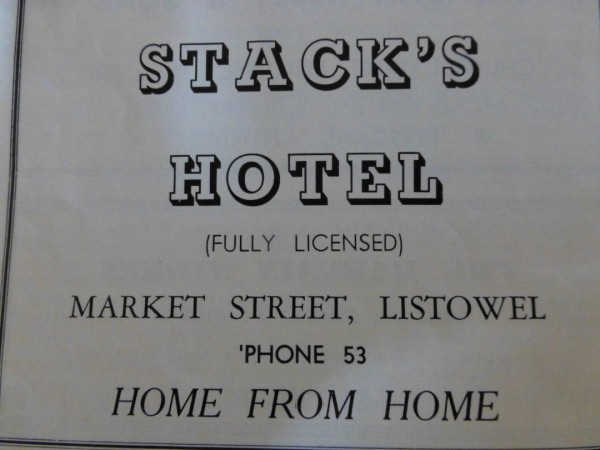 STACK'S
HOTEL
(FULLY LICENSED)
MARKET STREET, LISTOWEL
'PHONE 53
HOME FROM HOME